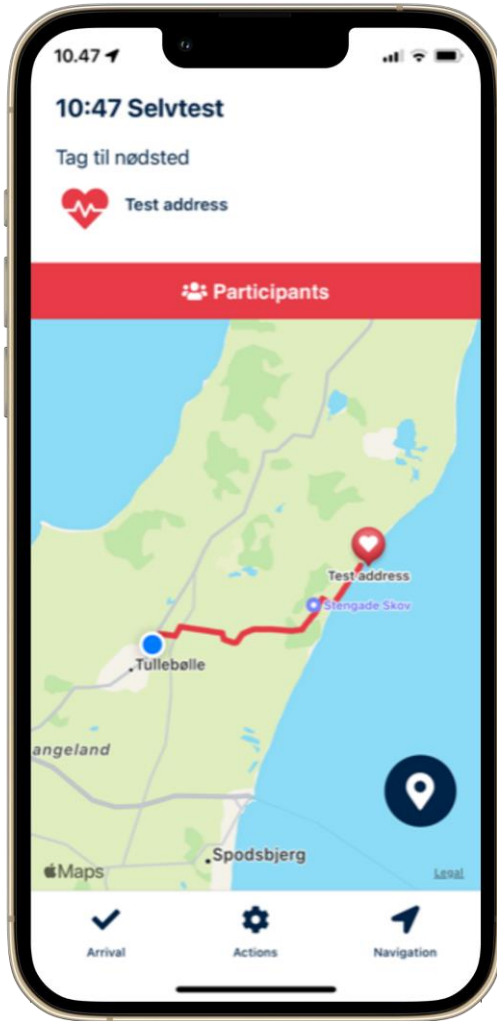 10.47
10:47 Selvtest
Tag til nødsted
Test address
Participants
Test address
Stengade Skov
Tullebølle
angeland
Spodsbjerg
Maps
Legal
Arrival
Actions
Navigation